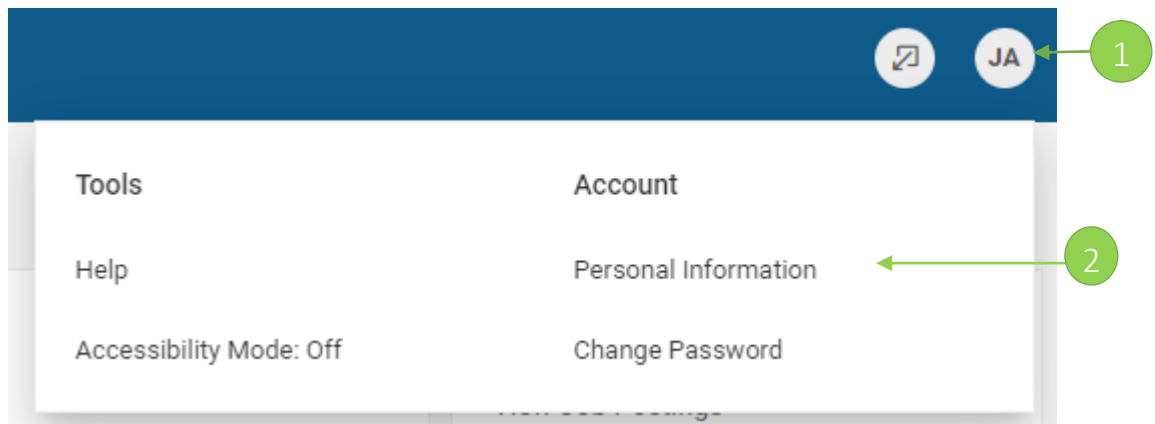 JA
1
Tools
Account
Help
Personal Information
2
Accessibility Mode: Off
Change Password